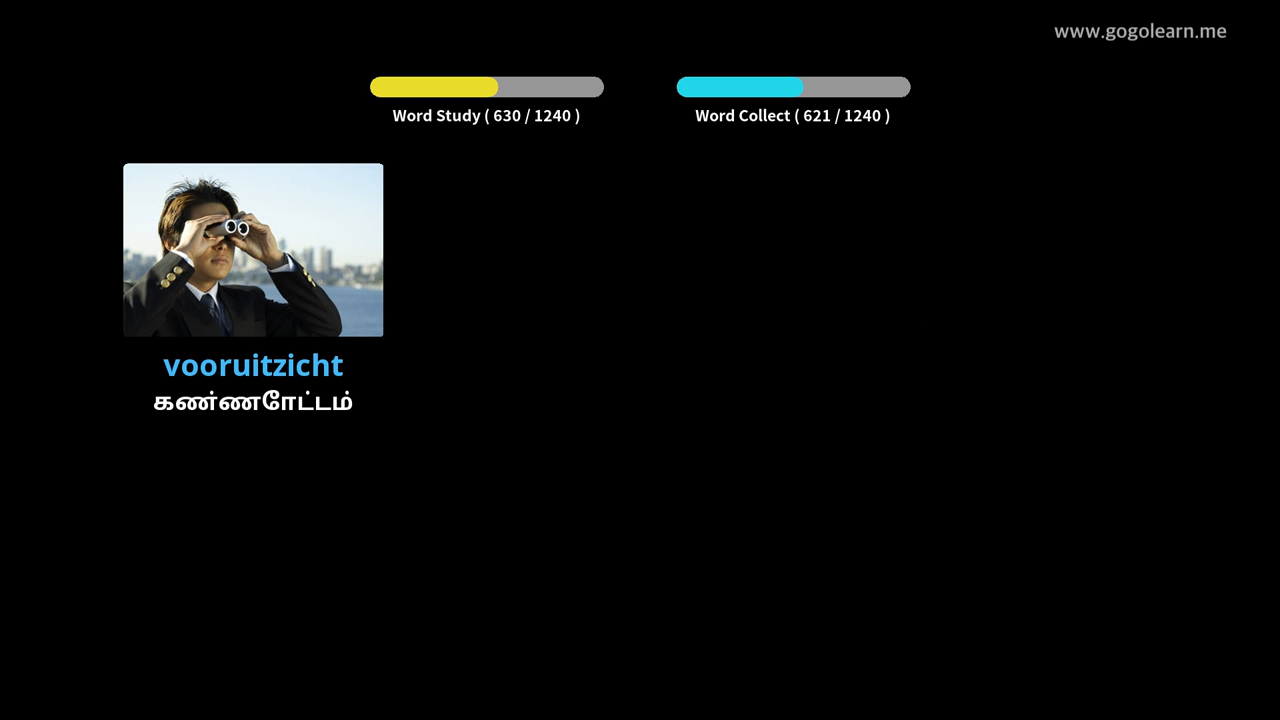 www.gogolearn.me
Word Study ( 630 / 1240 )
Word Collect ( 621 / 1240 )
vooruitzicht
கண்ணோட்டம்